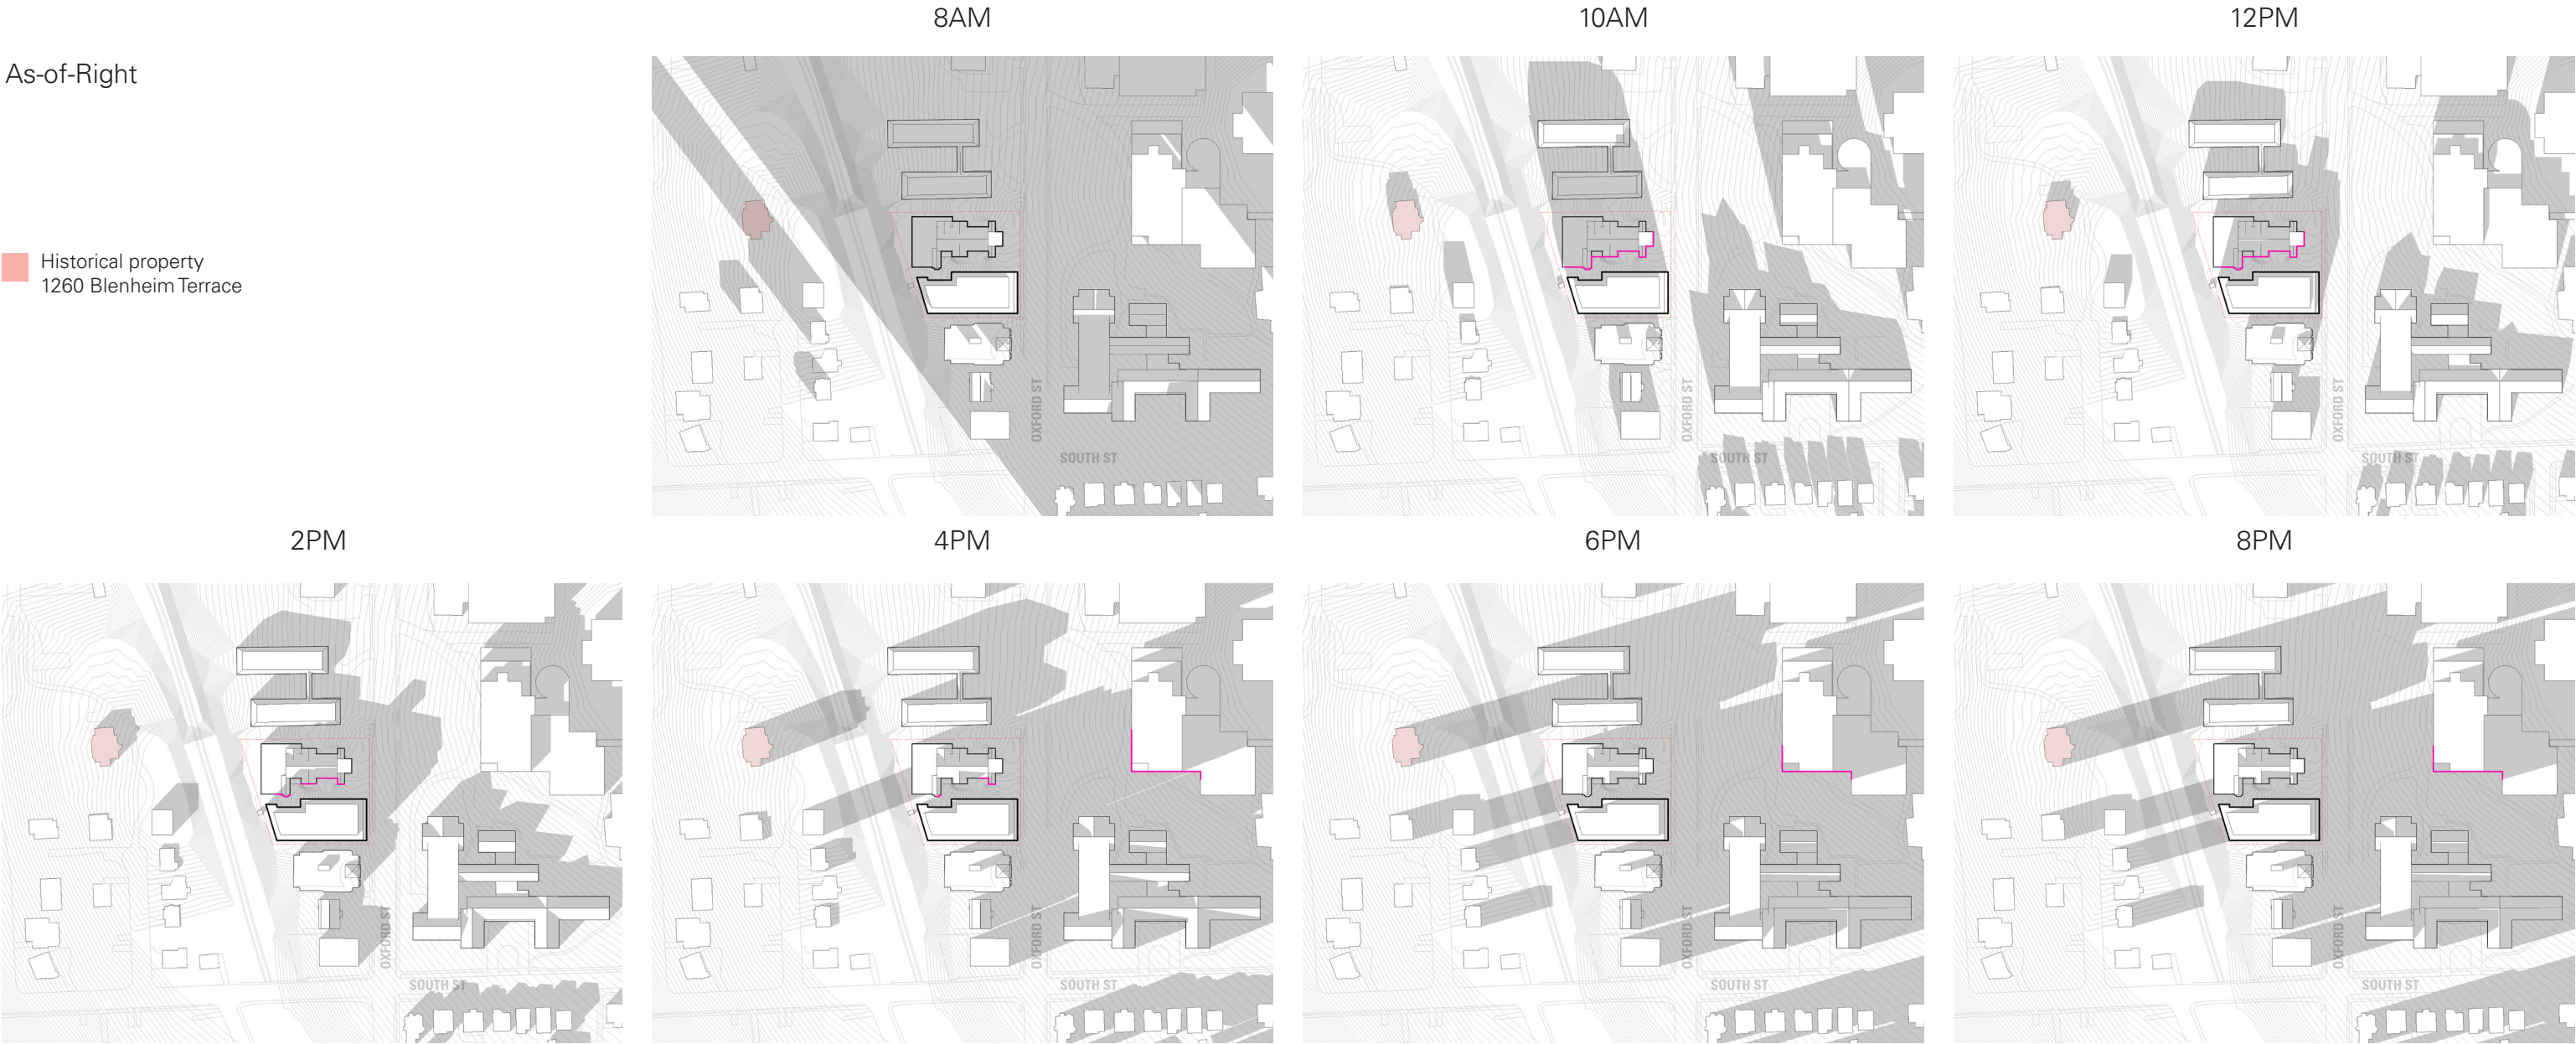 8AM
10AM
12PM
As-of-Right
Historical property
1260 Blenheim Terrace
OXFORD ST
SOUTH ST
OXFORD ST
SOUTH ST
OXFORD ST
SOUTH ST
2PM
4PM
6PM
8PM
OXFORD ST
SOUTH ST
OXFORD ST
SOUTH ST
OXFORD ST
SOUTH ST
OXFORD ST
SOUTH ST